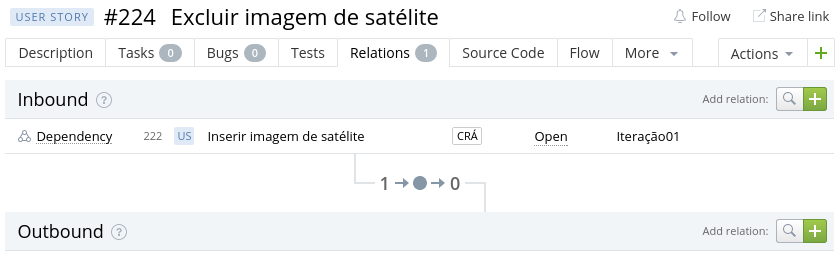 USER STORY #224 Excluir imagem de satélite Follow Share link
Description Tasks 0 Bugs 0 Tests Relations 1 Source Code Flow More Actions +
Inbound ? Add relation: +
Dependency 222 US Inserir imagem de satélite CRÁ Open Iteração01
1 → → 0
Outbound ? Add relation: +